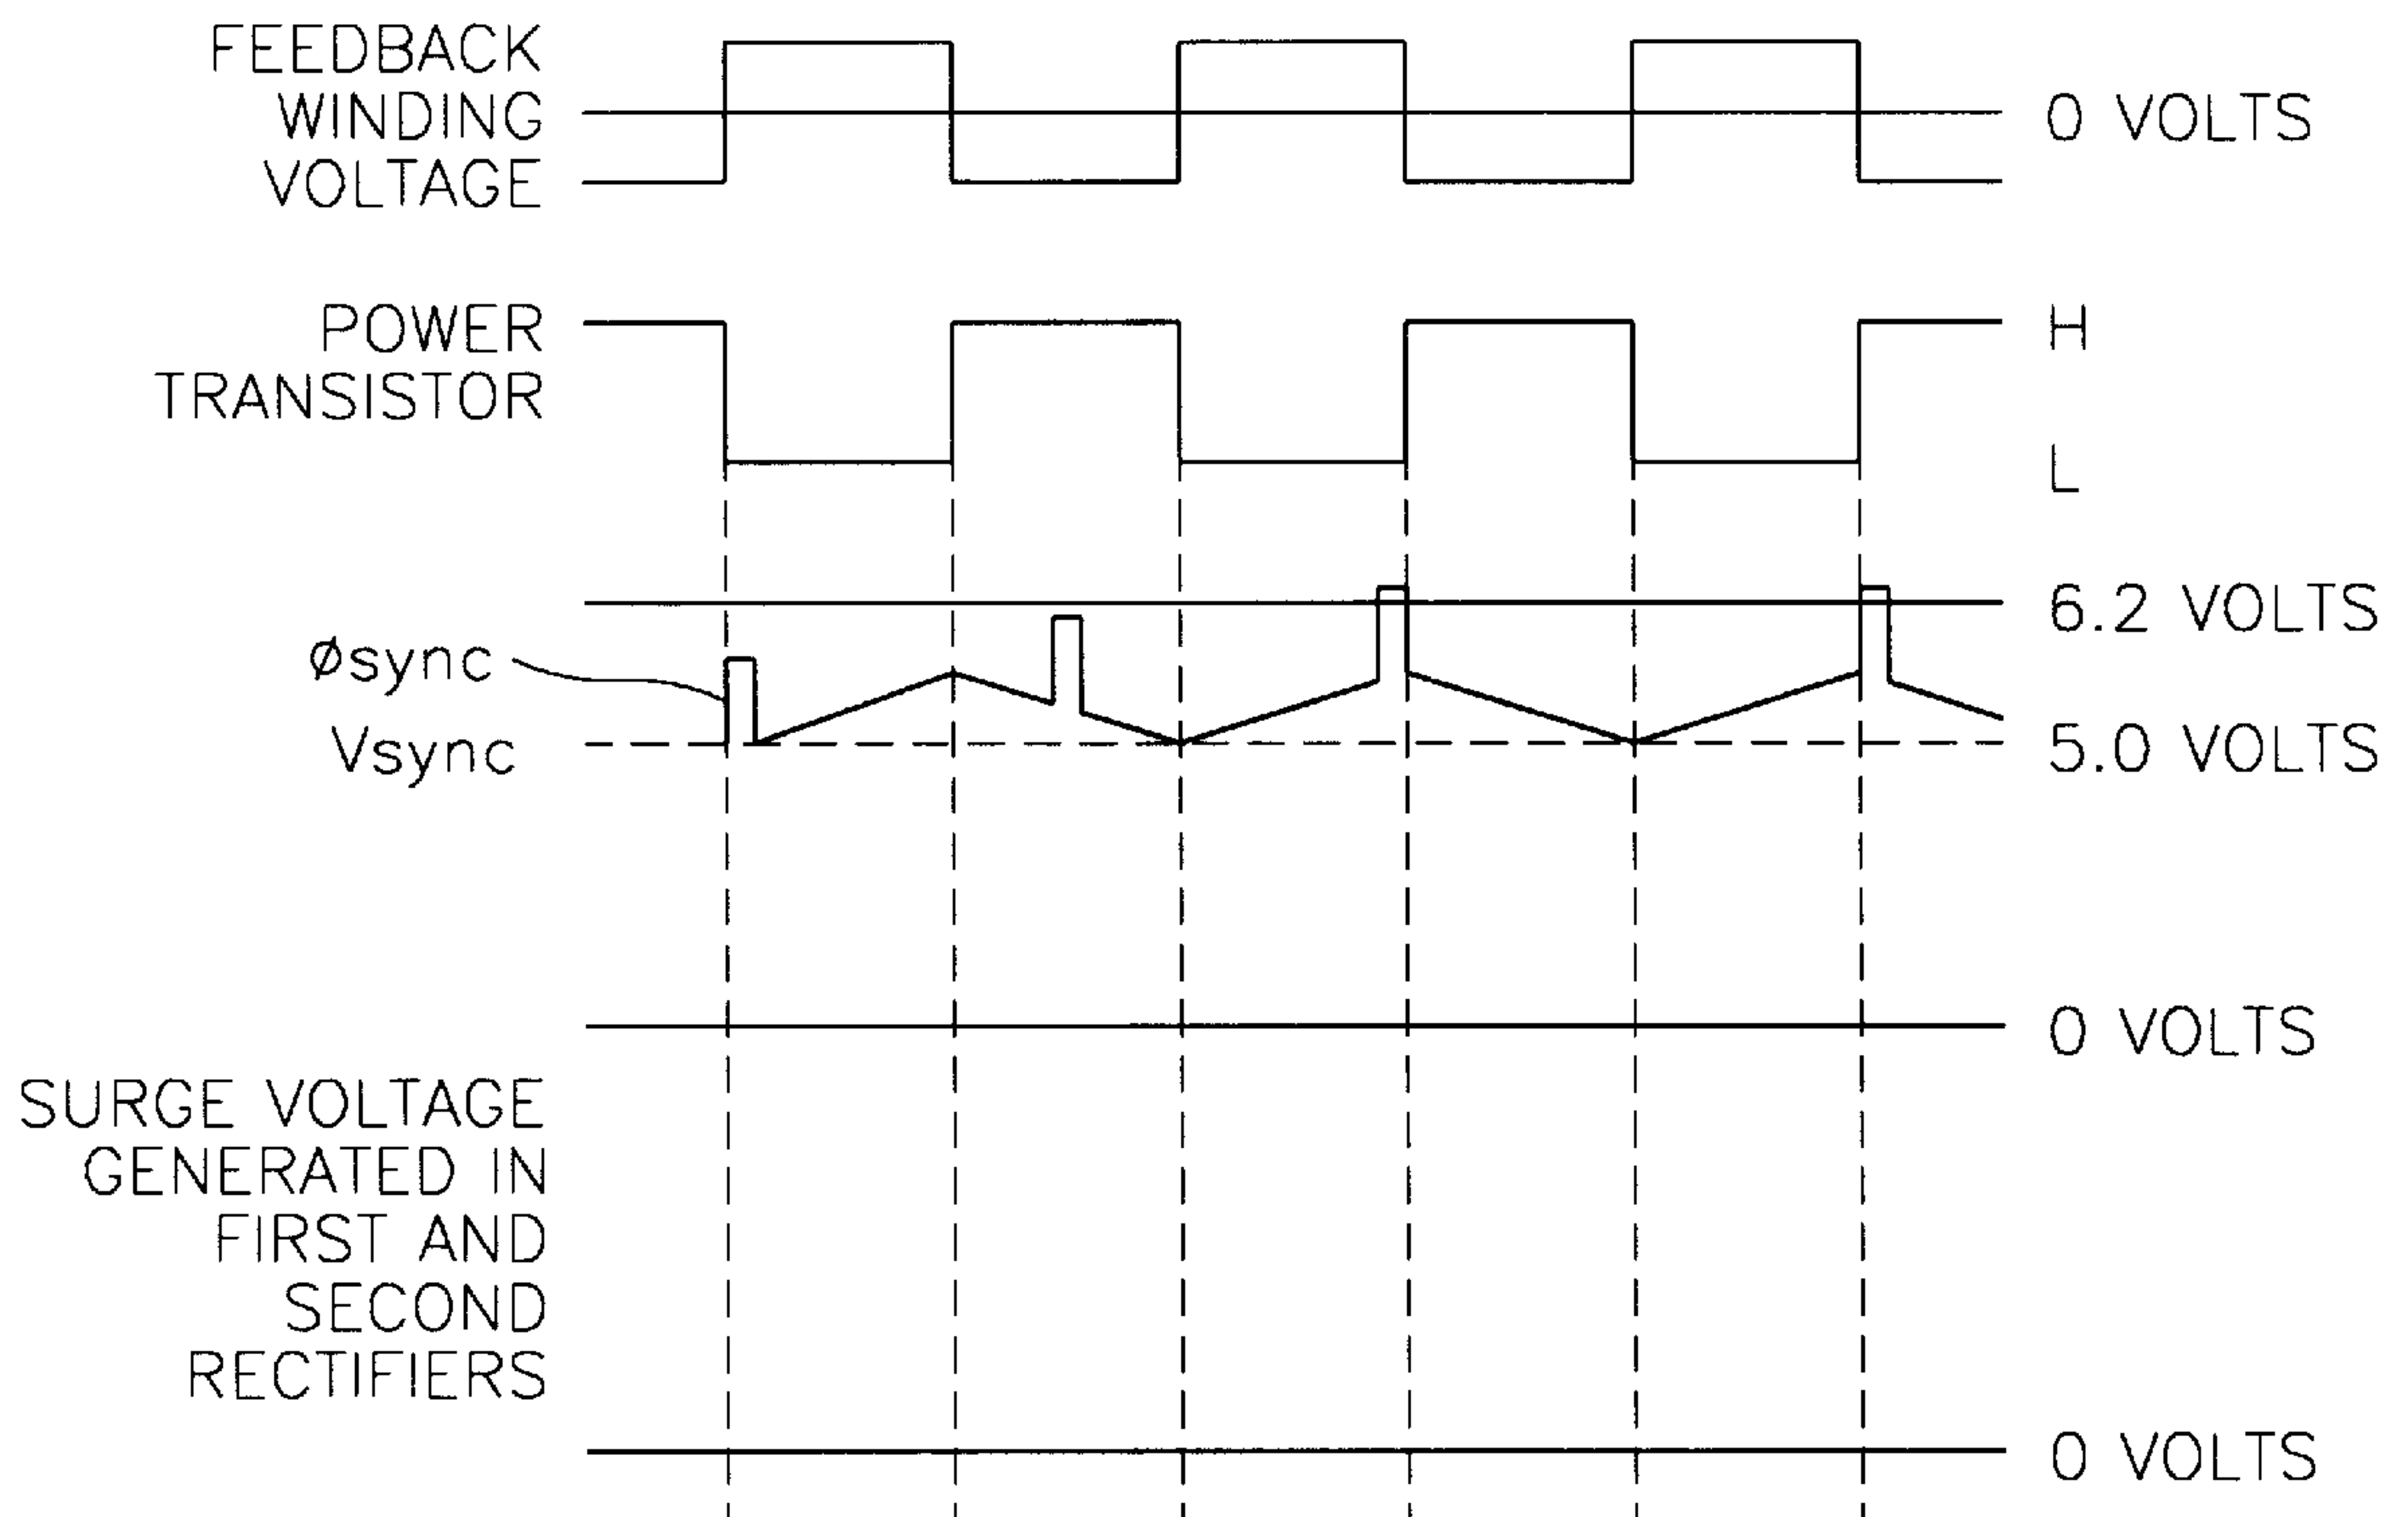 FEEDBACK
WINDING
VOLTAGE
0 VOLTS
POWER
TRANSISTOR
H
L
6.2 VOLTS
øsync
Vsync
5.0 VOLTS
0 VOLTS
SURGE VOLTAGE
GENERATED IN
FIRST AND
SECOND
RECTIFIERS
0 VOLTS